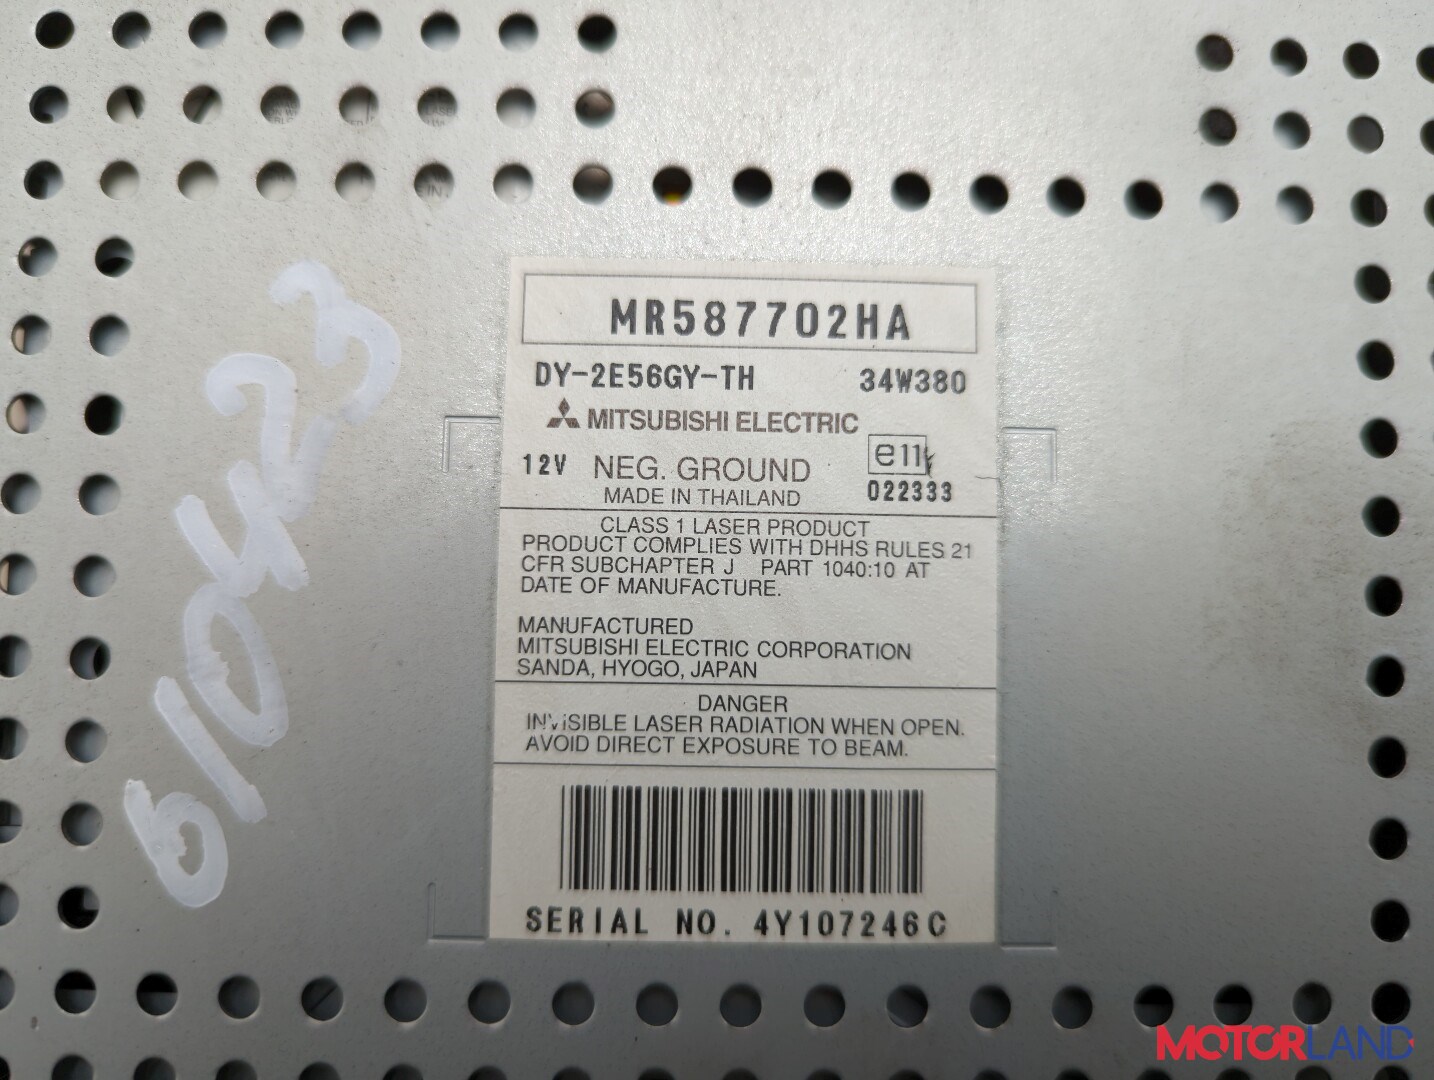 MR587702HA
DY-2E56GY-TH 34W380
MITSUBISHI ELECTRIC
12V NEG. GROUND e11
MADE IN THAILAND 022333
CLASS 1 LASER PRODUCT
PRODUCT COMPLIES WITH DHHS RULES 21
CFR SUBCHAPTER J PART 1040:10 AT
DATE OF MANUFACTURE.
MANUFACTURED
MITSUBISHI ELECTRIC CORPORATION
SANDA, HYOGO, JAPAN
DANGER
INVISIBLE LASER RADIATION WHEN OPEN.
AVOID DIRECT EXPOSURE TO BEAM.
SERIAL NO. 4Y107246C
610423
MOTORLAND